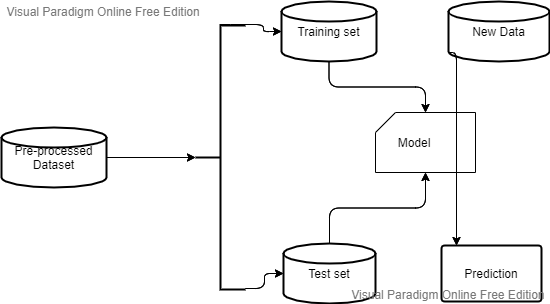 Visual Paradigm Online Free Edition
Training set
New Data
Pre-processed
Dataset
Model
Test set
Prediction
Visual Paradigm Online Free Edition